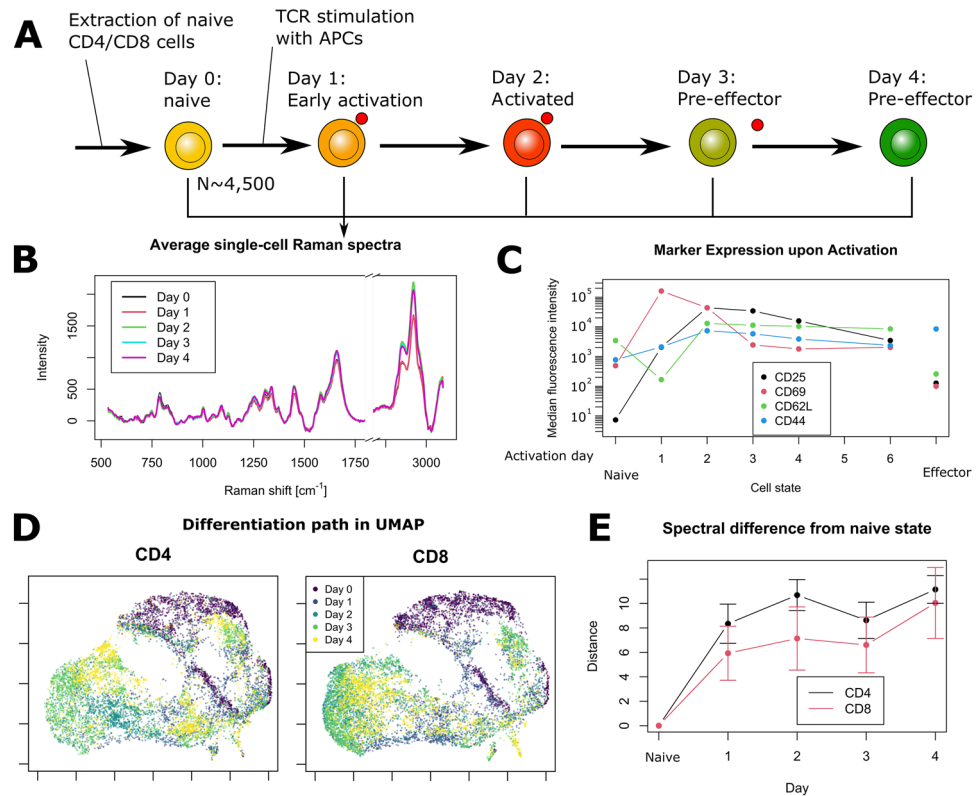 A
Extraction of naive
CD4/CD8 cells
TCR stimulation
with APCs
Day 0:
naive
Day 1:
Early activation
Day 2:
Activated
Day 3:
Pre-effector
Day 4:
Pre-effector
N~4,500
B
Average single-cell Raman spectra
Day 0
Day 1
Day 2
Day 3
Day 4
Intensity
0
500
1500
500
750
1000
1250
1500
1750
3000
Raman shift [cm⁻¹]
C
Marker Expression upon Activation
Median fluorescence intensity
10⁵
10⁴
10³
10²
10¹
CD25
CD69
CD62L
CD44
Activation day
Naive
1
2
3
4
5
6
Effector
Cell state
D
Differentiation path in UMAP
CD4
CD8
Day 0
Day 1
Day 2
Day 3
Day 4
E
Spectral difference from naive state
Distance
10
8
6
4
2
0
CD4
CD8
Naive
1
2
3
4
Day